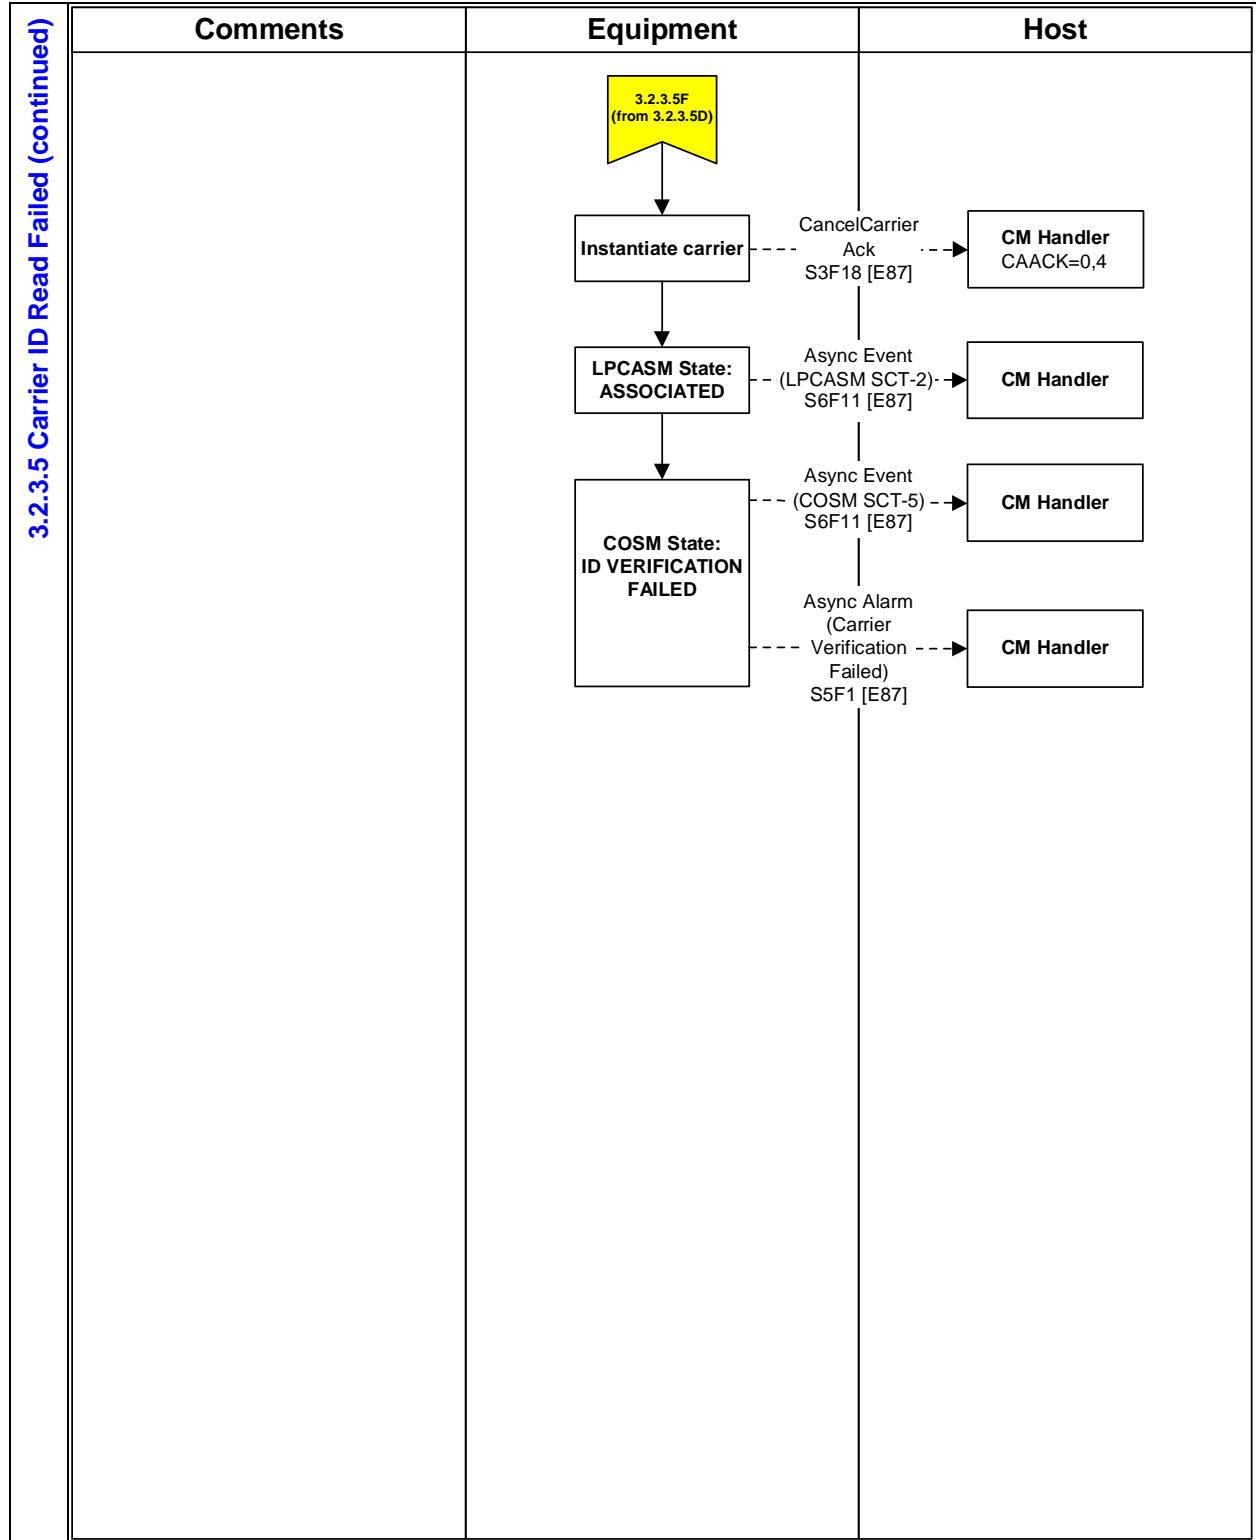 3.2.3.5 Carrier ID Read Failed (continued)
Comments
Equipment
Host
3.2.3.5F
(from 3.2.3.5D)
Instantiate carrier
CancelCarrier
Ack
S3F18 [E87]
CM Handler
CAACK=0,4
LPCASM State:
ASSOCIATED
Async Event
(LPCASM SCT-2)
S6F11 [E87]
CM Handler
COSM State:
ID VERIFICATION
FAILED
Async Event
(COSM SCT-5)
S6F11 [E87]
CM Handler
Async Alarm
(Carrier
Verification
Failed)
S5F1 [E87]
CM Handler